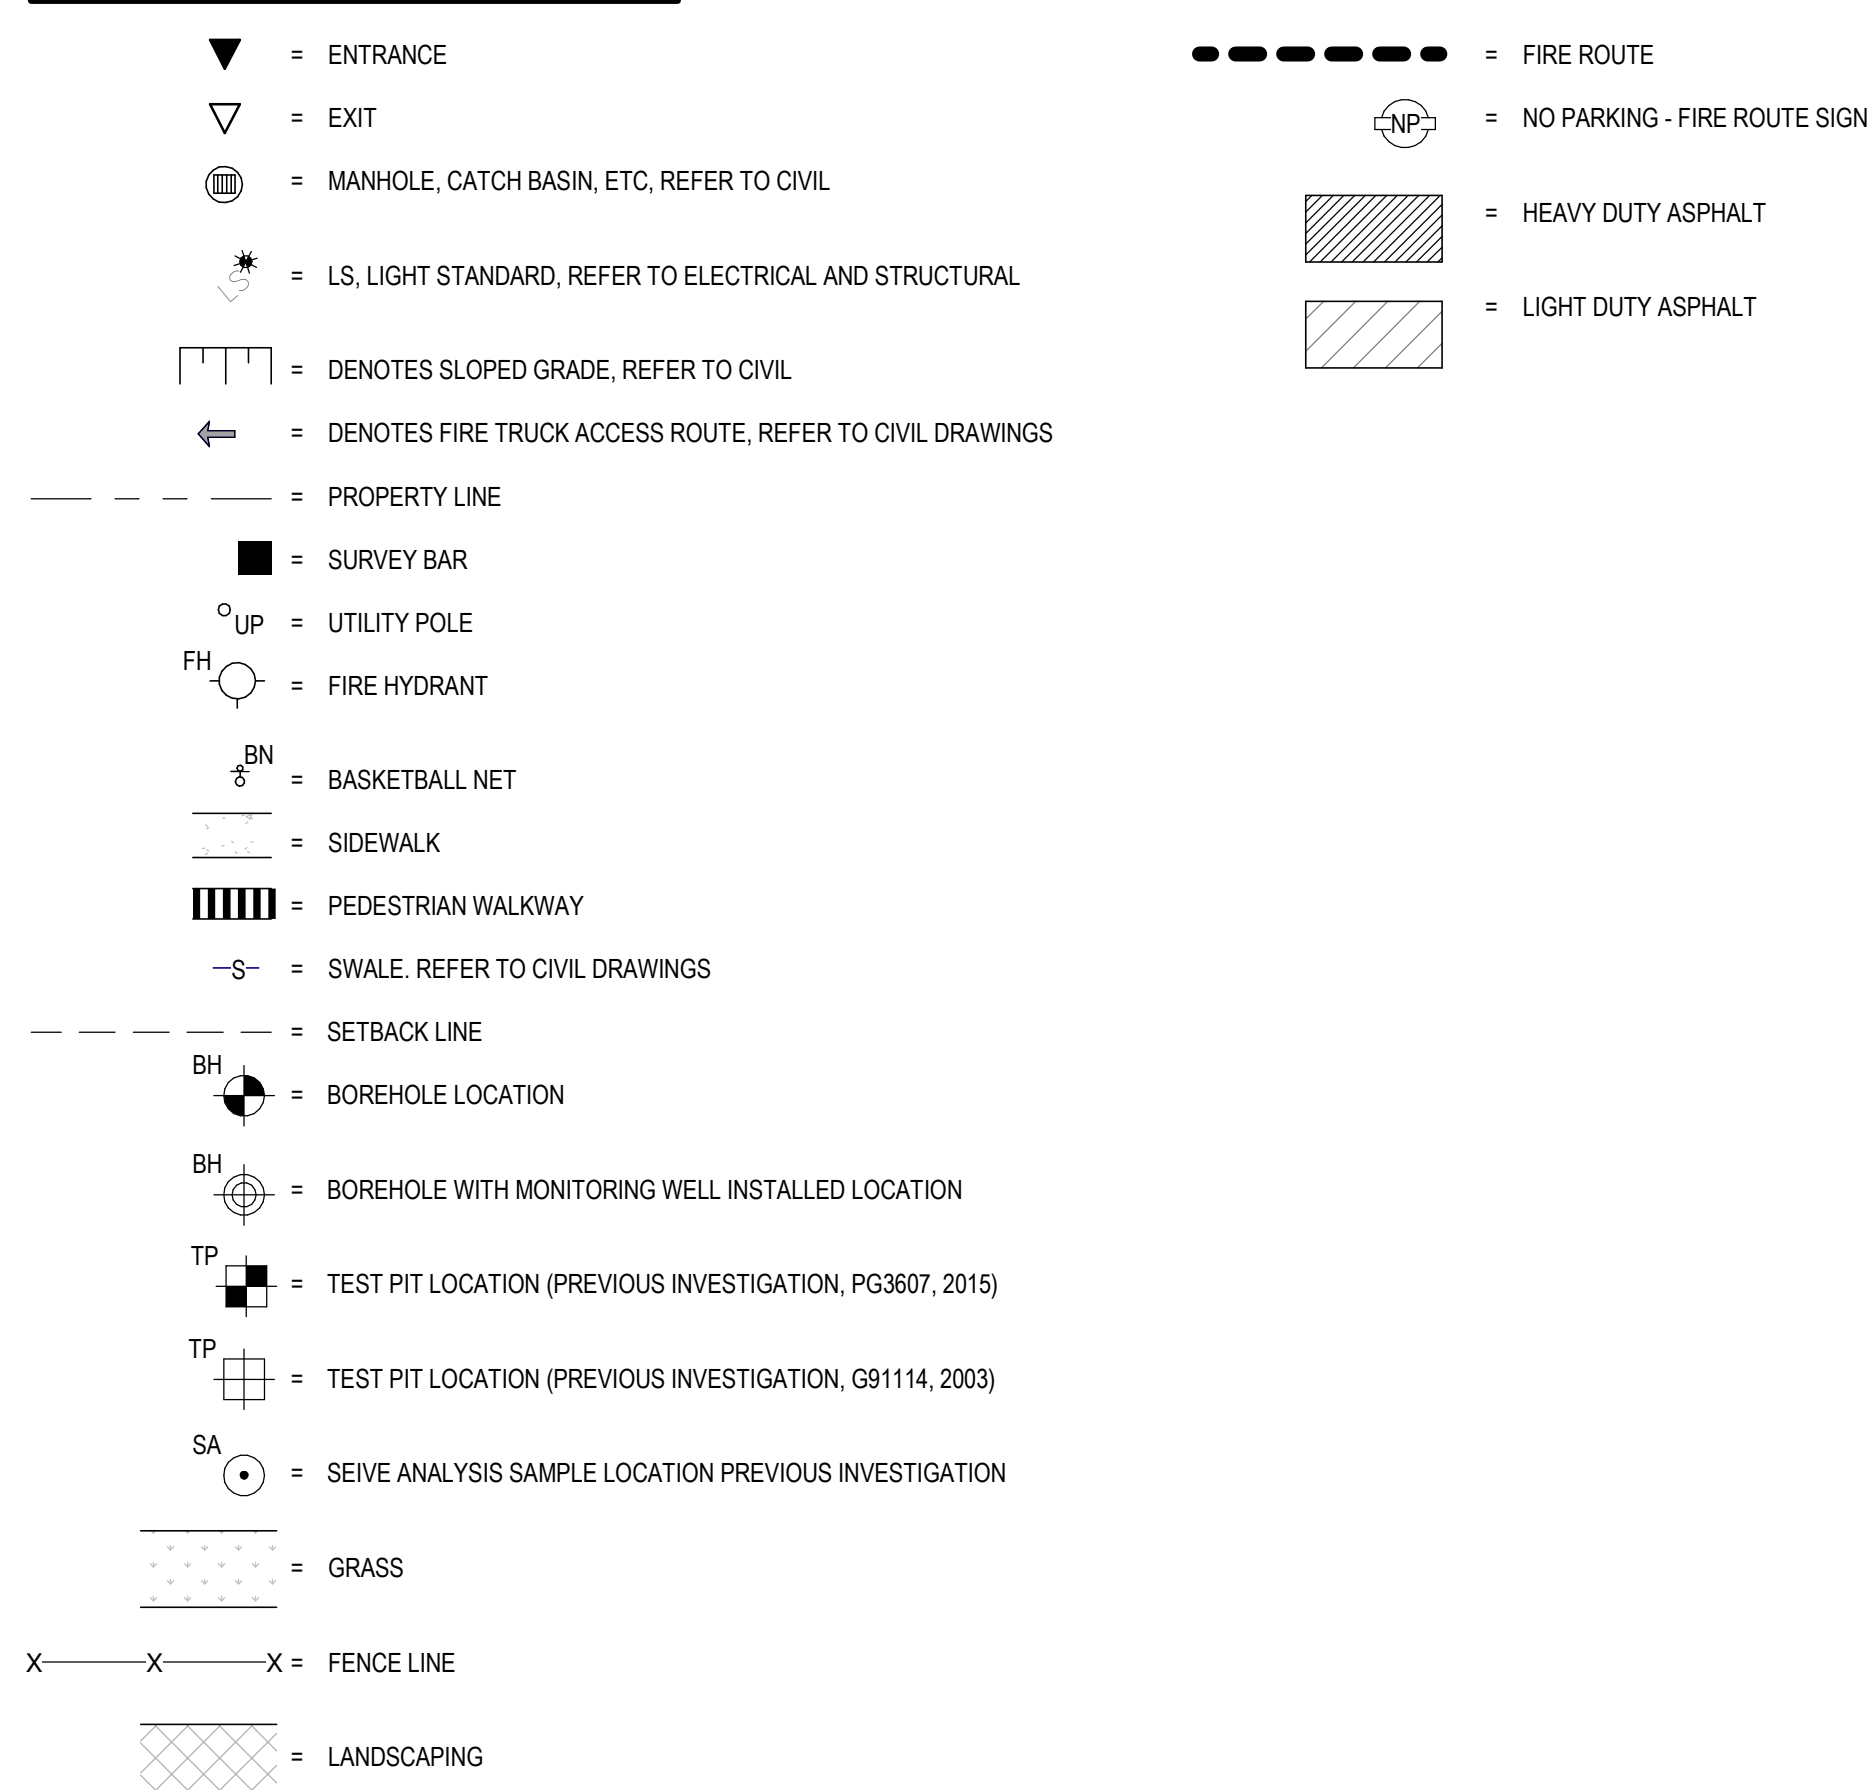 = ENTRANCE
= EXIT
= MANHOLE, CATCH BASIN, ETC, REFER TO CIVIL
LS = LS, LIGHT STANDARD, REFER TO ELECTRICAL AND STRUCTURAL
= DENOTES SLOPED GRADE, REFER TO CIVIL
= DENOTES FIRE TRUCK ACCESS ROUTE, REFER TO CIVIL DRAWINGS
= PROPERTY LINE
= SURVEY BAR
UP = UTILITY POLE
FH
= FIRE HYDRANT
BN
= BASKETBALL NET
= SIDEWALK
= PEDESTRIAN WALKWAY
S = SWALE. REFER TO CIVIL DRAWINGS
= SETBACK LINE
BH
= BOREHOLE LOCATION
BH
= BOREHOLE WITH MONITORING WELL INSTALLED LOCATION
TP
= TEST PIT LOCATION (PREVIOUS INVESTIGATION, PG3607, 2015)
TP
= TEST PIT LOCATION (PREVIOUS INVESTIGATION, G91114, 2003)
SA
= SEIVE ANALYSIS SAMPLE LOCATION PREVIOUS INVESTIGATION
= GRASS
X X X = FENCE LINE
= LANDSCAPING
= FIRE ROUTE
NP = NO PARKING - FIRE ROUTE SIGN
= HEAVY DUTY ASPHALT
= LIGHT DUTY ASPHALT